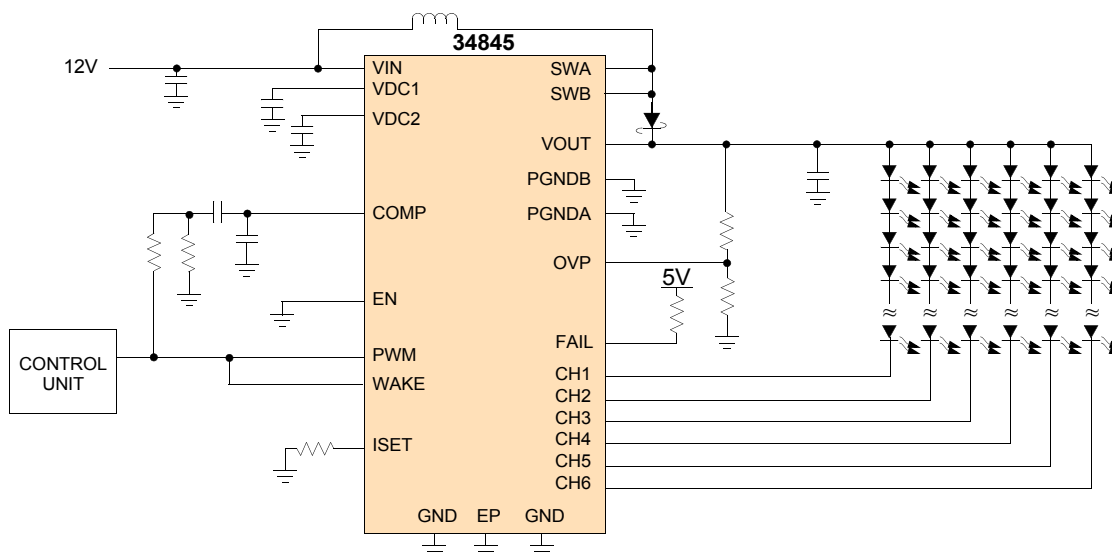 34845
12V
VIN
VDC1
VDC2
COMP
EN
PWM
WAKE
ISET
SWA
SWB
VOUT
PGNDB
PGNDA
OVP
5V
FAIL
CH1
CH2
CH3
CH4
CH5
CH6
CONTROL
UNIT
GND EP GND